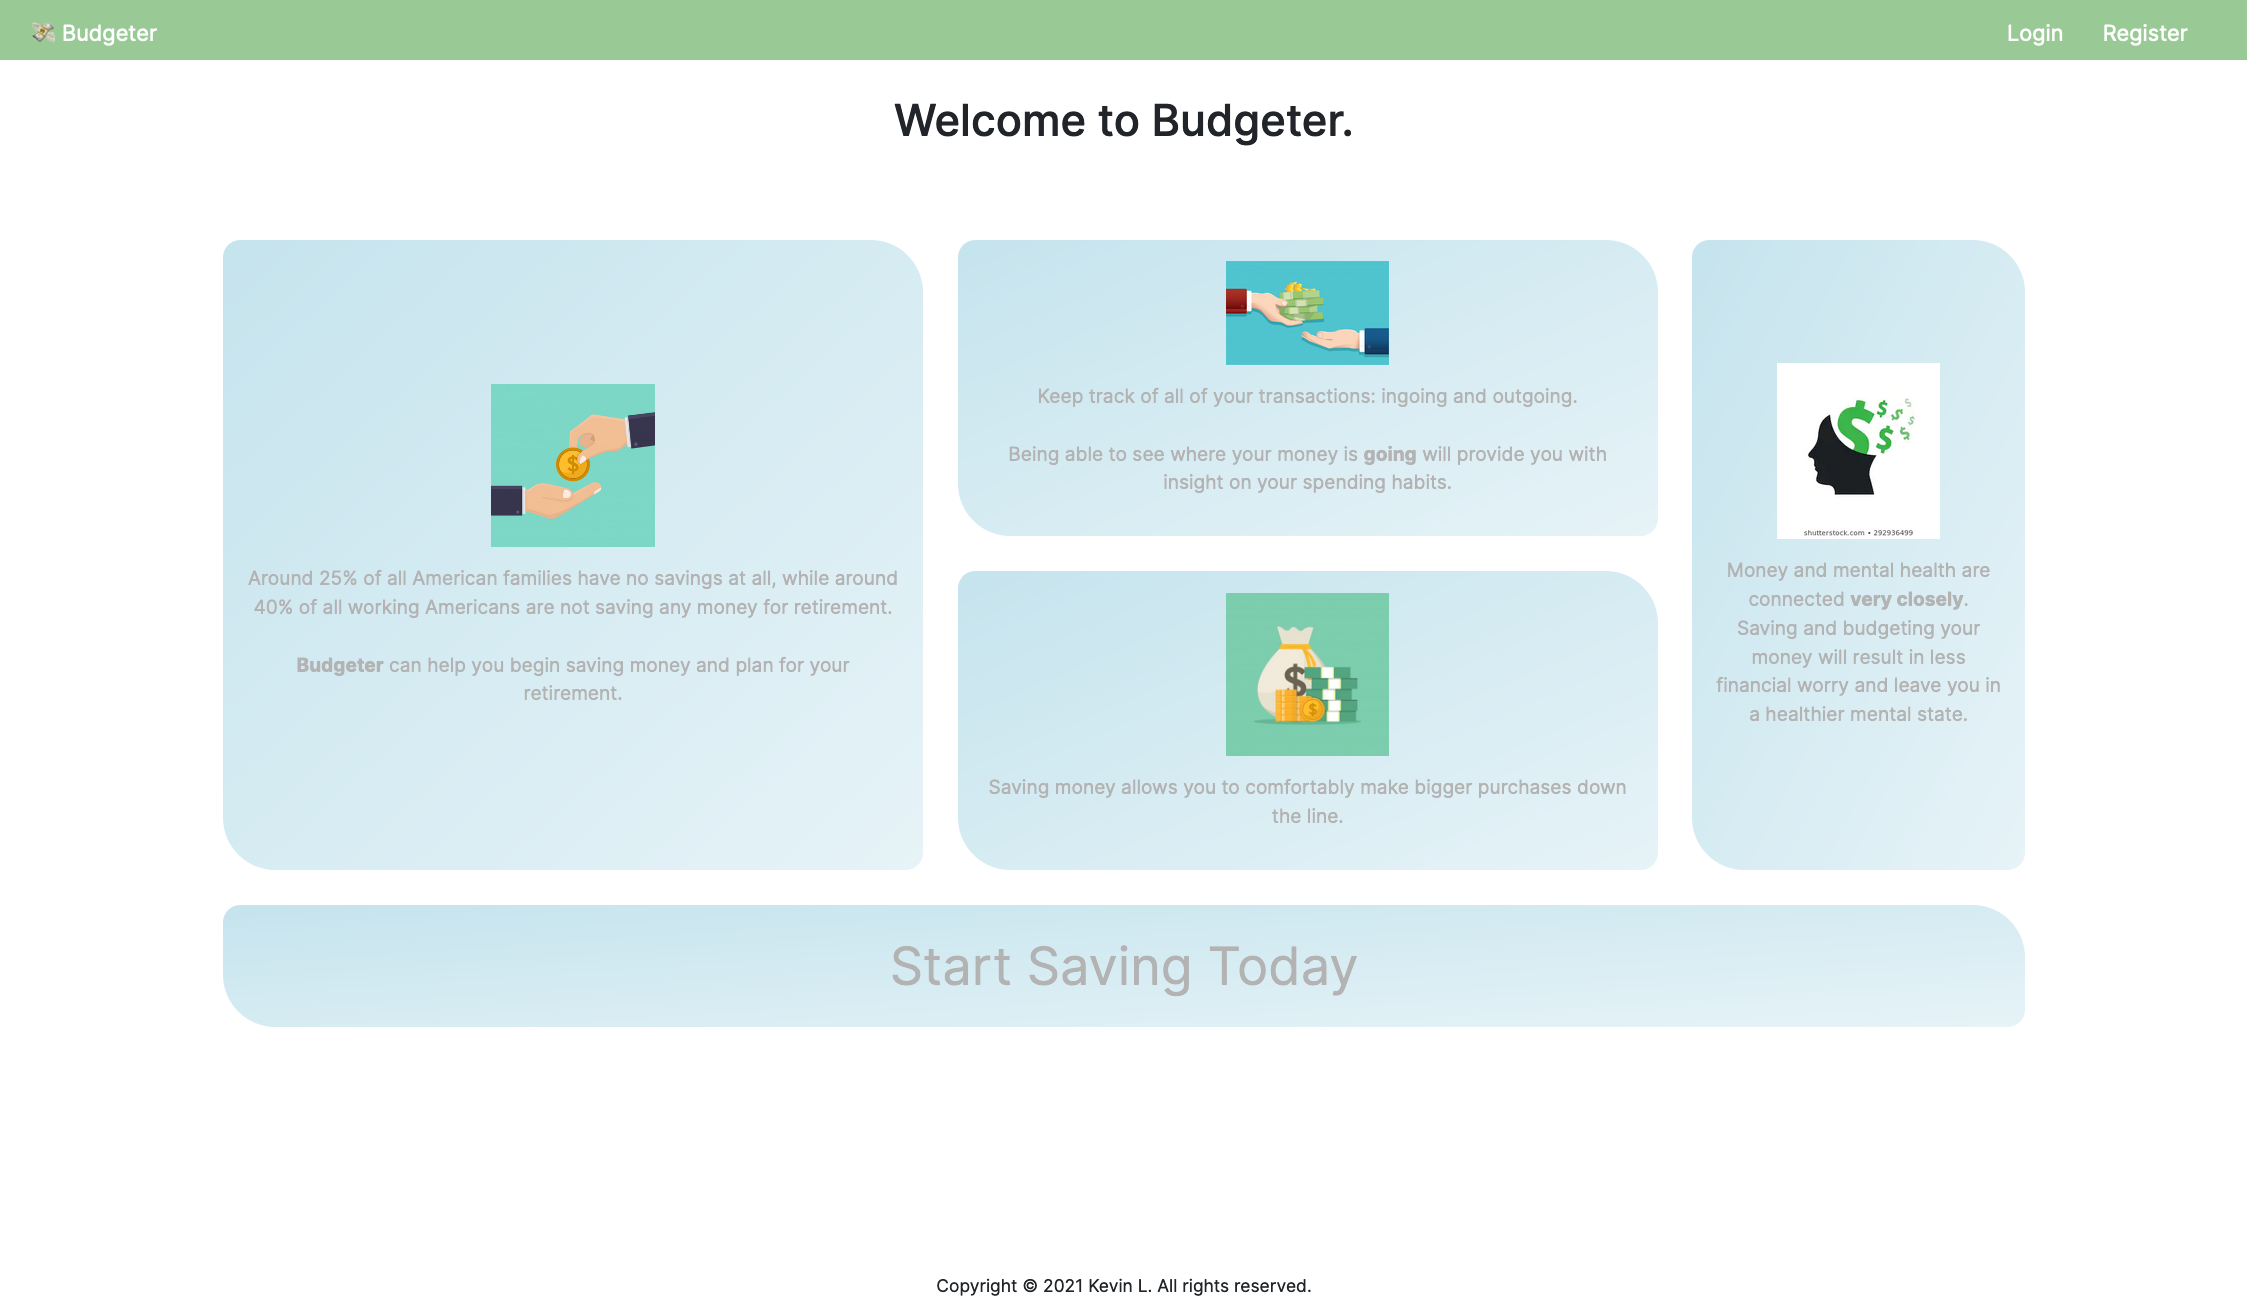 Budgeter
Login
Register
Welcome to Budgeter.
Around 25% of all American families have no savings at all, while around
40% of all working Americans are not saving any money for retirement.
Budgeter can help you begin saving money and plan for your
retirement.
Keep track of all of your transactions: ingoing and outgoing.
Being able to see where your money is going will provide you with
insight on your spending habits.
Saving money allows you to comfortably make bigger purchases down
the line.
shutterstock.com • 292936499
Money and mental health are
connected very closely.
Saving and budgeting your
money will result in less
financial worry and leave you in
a healthier mental state.
Start Saving Today
Copyright © 2021 Kevin L. All rights reserved.